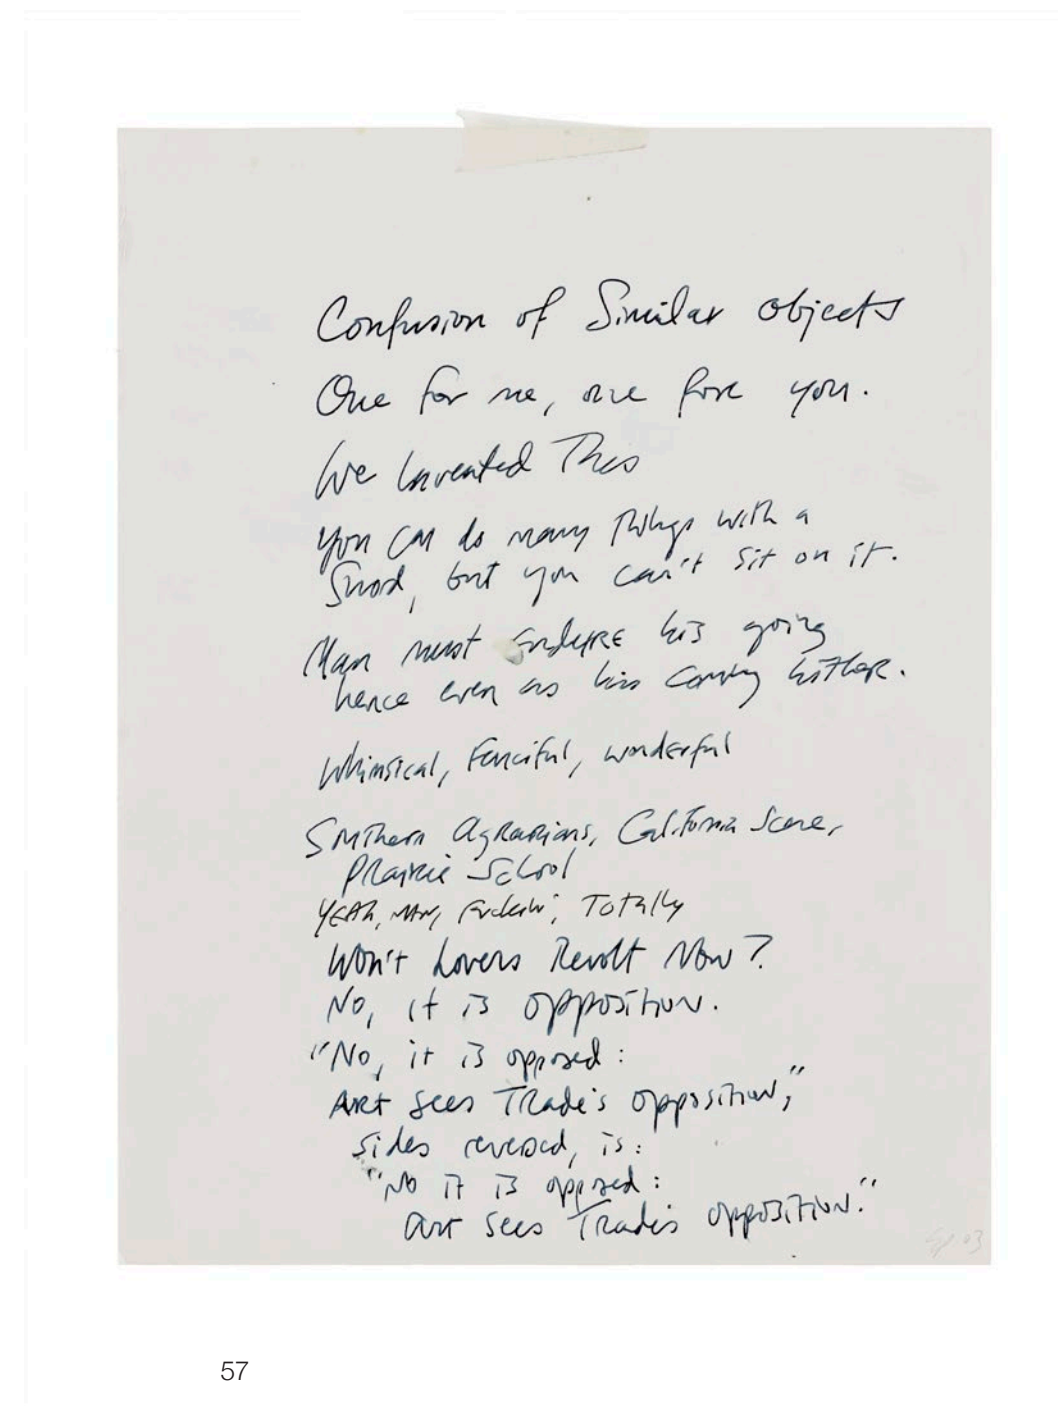 Confusion of Similar Objects
One for me, one for you.
We Invented This
You can do many Things with a
Sword, but you can't sit on it.
Man must EndURE his going
hence even as his coming hither.
Whimsical, Fanciful, wonderful
Southern AgRaRians, California Scene,
PRaiRie School
YEAh, MAN, Totally
Won't Lovers Revolt Now?
No, it is opposition.
"No, it is opposed:
ARt sees TRade's opposition,"
sides reversed, is:
"No it is opposed:
art sees Trade's opposition."
57